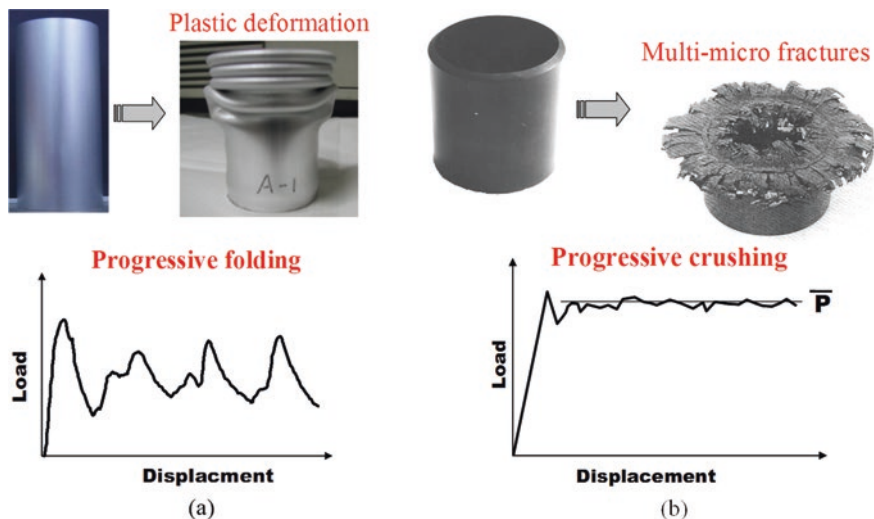 Plastic deformation
A-1
Progressive folding
Load
Displacment
(a)
Multi-micro fractures
Progressive crushing
P̅
Load
Displacement
(b)